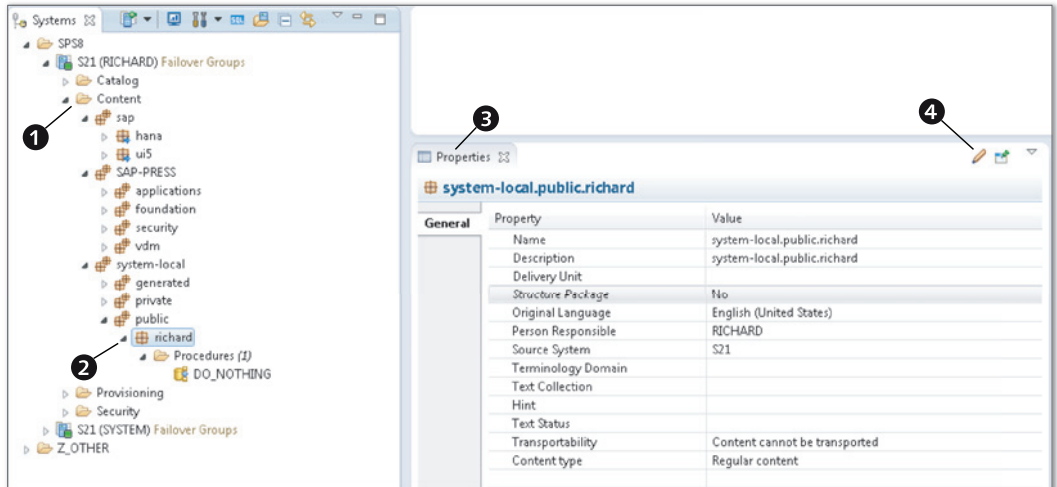 Systems
SPS8
S21 (RICHARD) Failover Groups
Catalog
Content
1
sap
hana
ui5
SAP-PRESS
applications
foundation
security
vdm
system-local
generated
private
public
richard
2
Procedures (1)
DO_NOTHING
Provisioning
Security
S21 (SYSTEM) Failover Groups
Z_OTHER
3
4
Properties
system-local.public.richard
General
Property Value
Name system-local.public.richard
Description system-local.public.richard
Delivery Unit
Structure Package No
Original Language English (United States)
Person Responsible RICHARD
Source System S21
Terminology Domain
Text Collection
Hint
Text Status
Transportability Content cannot be transported
Content type Regular content